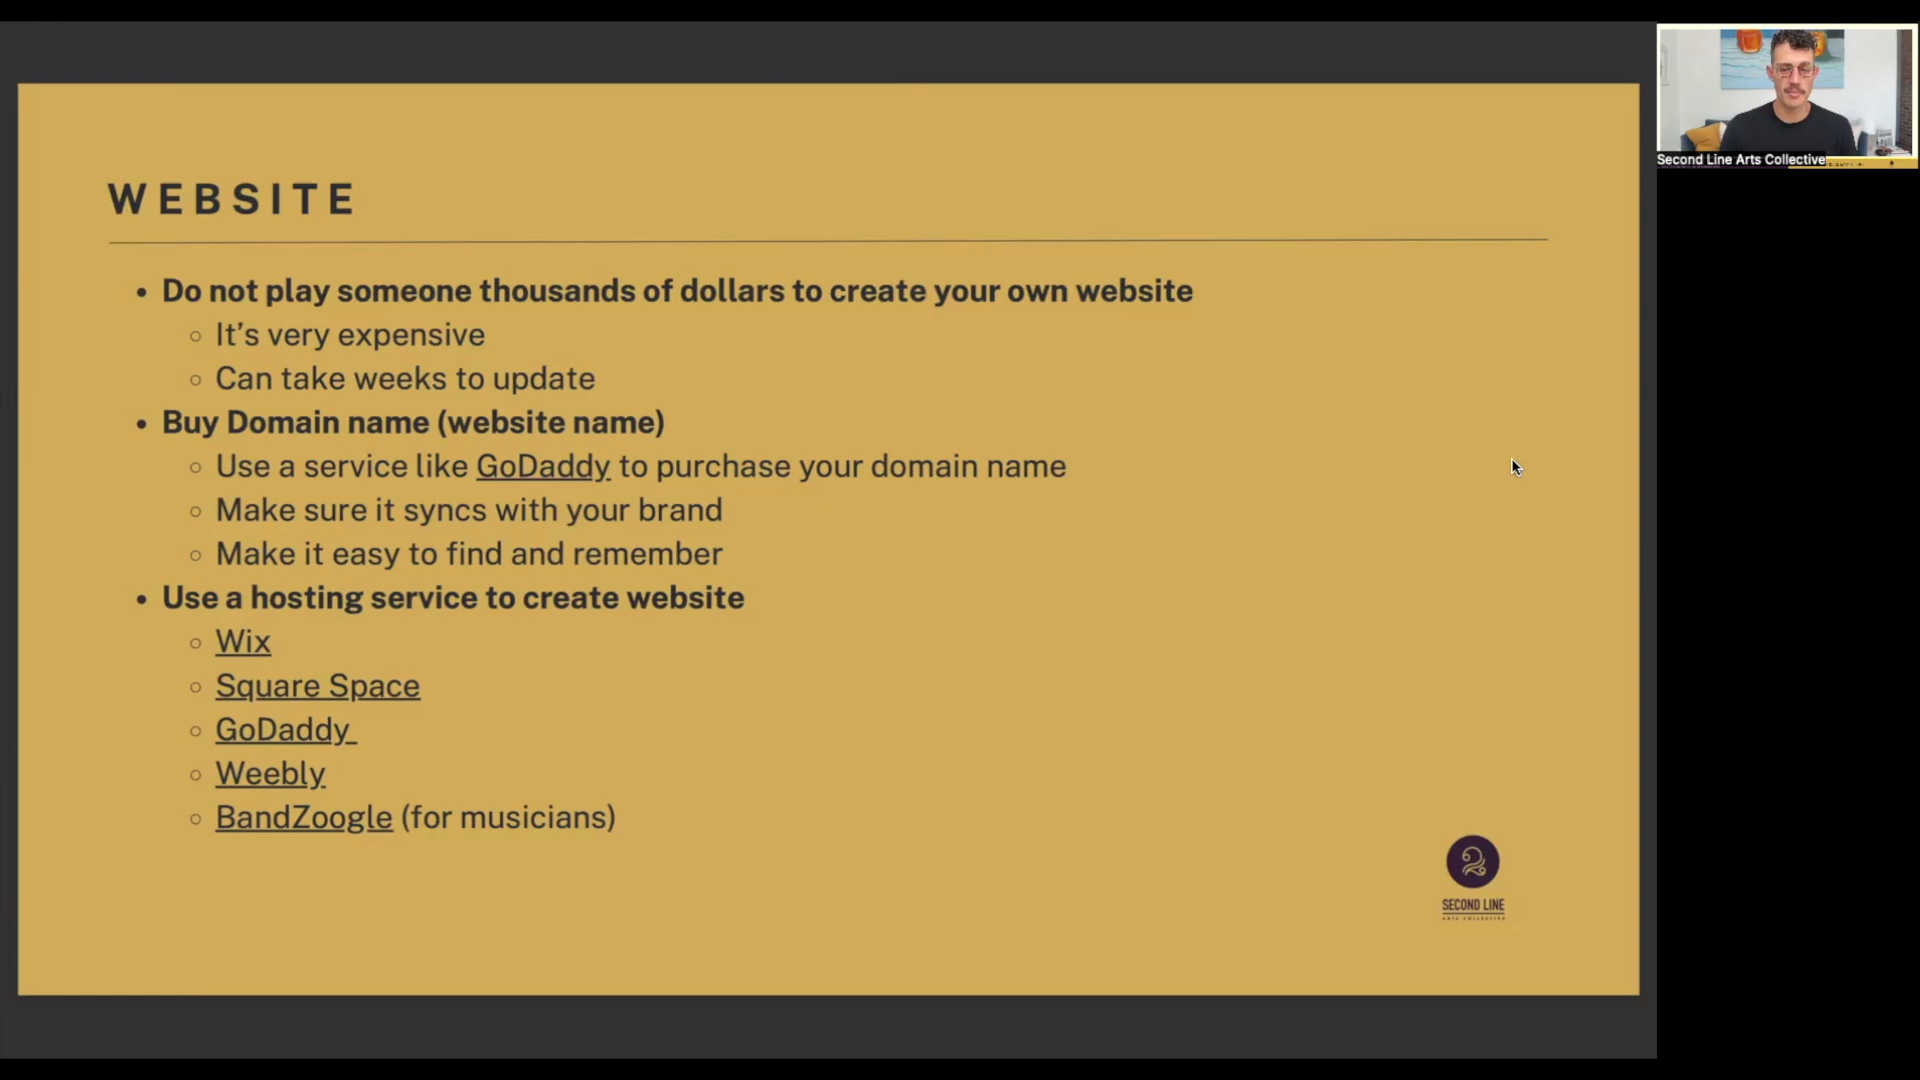 WEBSITE
• Do not play someone thousands of dollars to create your own website
○ It's very expensive
○ Can take weeks to update
• Buy Domain name (website name)
○ Use a service like GoDaddy to purchase your domain name
○ Make sure it syncs with your brand
○ Make it easy to find and remember
• Use a hosting service to create website
○ Wix
○ Square Space
○ GoDaddy
○ Weebly
○ BandZoogle (for musicians)
SECOND LINE
ARTS COLLECTIVE
Second Line Arts Collective